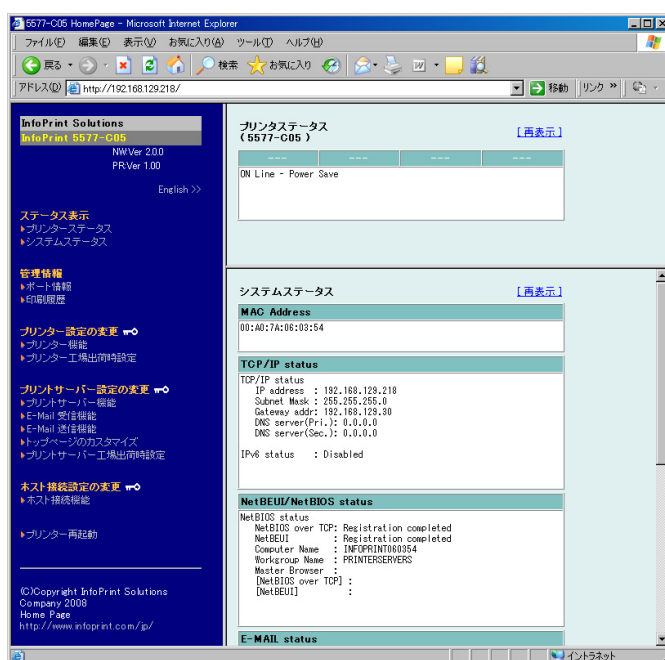 5577-C05 HomePage - Microsoft Internet Explorer
ファイル(F) 編集(E) 表示(V) お気に入り(A) ツール(T) ヘルプ(H)
戻る 検索 お気に入り
アドレス(D) http://192.168.129.218/ 移動 リンク »
InfoPrint Solutions
InfoPrint 5577-C05
NW:Ver 2.0.0
PR:Ver 1.00
English >>
ステータス表示
プリンターステータス
システムステータス
管理情報
ポート情報
印刷履歴
プリンター設定の変更
プリンター機能
プリンター工場出荷時設定
プリントサーバー設定の変更
プリントサーバー機能
E-Mail 受信機能
E-Mail 送信機能
トップページのカスタマイズ
プリントサーバー工場出荷時設定
ホスト接続設定の変更
ホスト接続機能
プリンター再起動
(C)Copyright InfoPrint Solutions
Company 2008
Home Page
http://www.infoprint.com/jp/
プリンタステータス
( 5577-C05 )
[ 再表示 ]
--- --- --- ---
ON Line - Power Save
システムステータス
[ 再表示 ]
MAC Address
00:A0:7A:06:03:54
TCP/IP status
TCP/IP status
IP address : 192.168.129.218
Subnet Mask : 255.255.255.0
Gateway addr: 192.168.129.30
DNS server(Pri.): 0.0.0.0
DNS server(Sec.): 0.0.0.0
IPv6 status : Disabled
NetBEUI/NetBIOS status
NetBIOS status
NetBIOS over TCP: Registration completed
NetBEUI : Registration completed
Computer Name : INFOPRINT060354
Workgroup Name : PRINTERSERVERS
Master Browser :
[NetBIOS over TCP] :
[NetBEUI] :
E-MAIL status
イントラネット